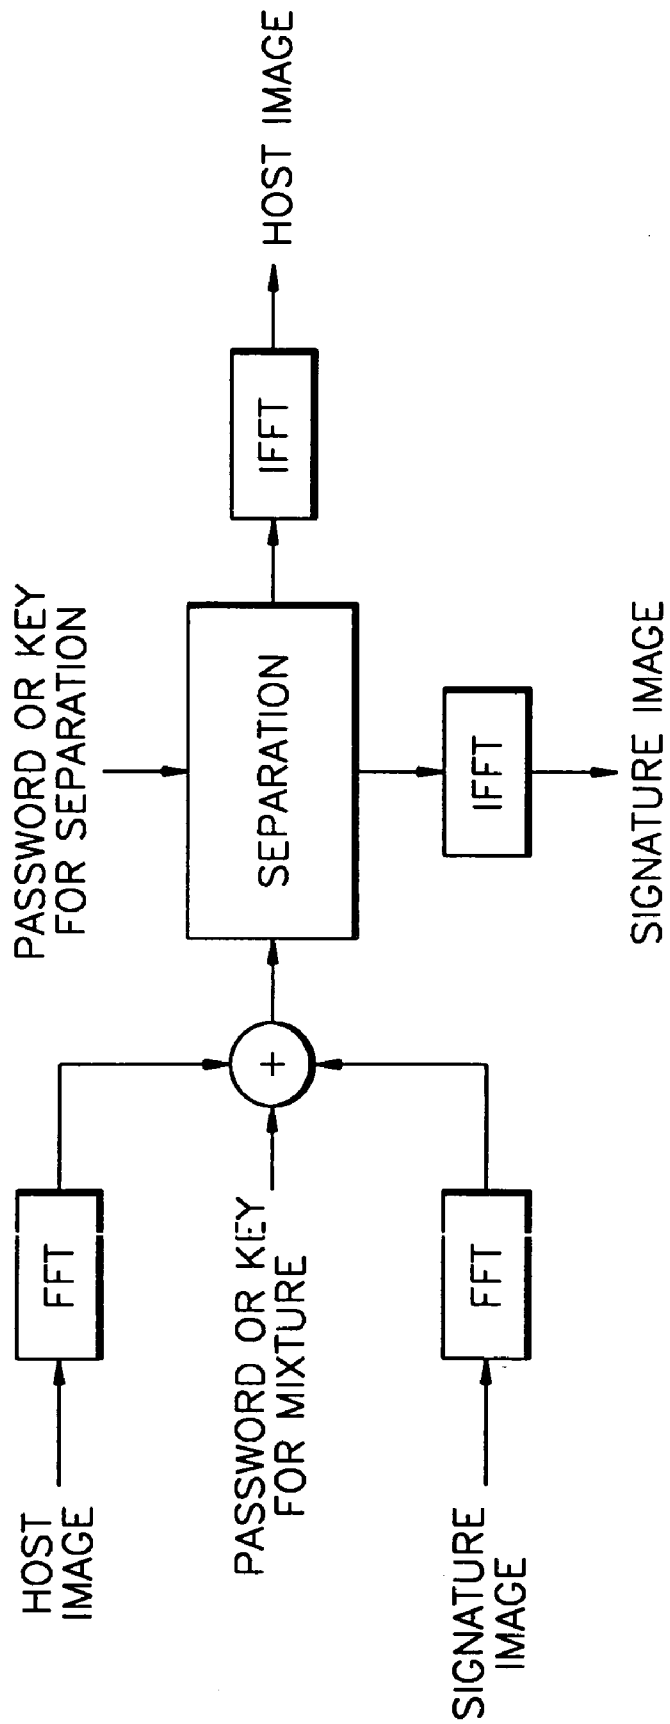 HOST
IMAGE
FFT
PASSWORD OR KEY
FOR MIXTURE
SIGNATURE
IMAGE
FFT
+
PASSWORD OR KEY
FOR SEPARATION
SEPARATION
IFFT
HOST IMAGE
IFFT
SIGNATURE IMAGE